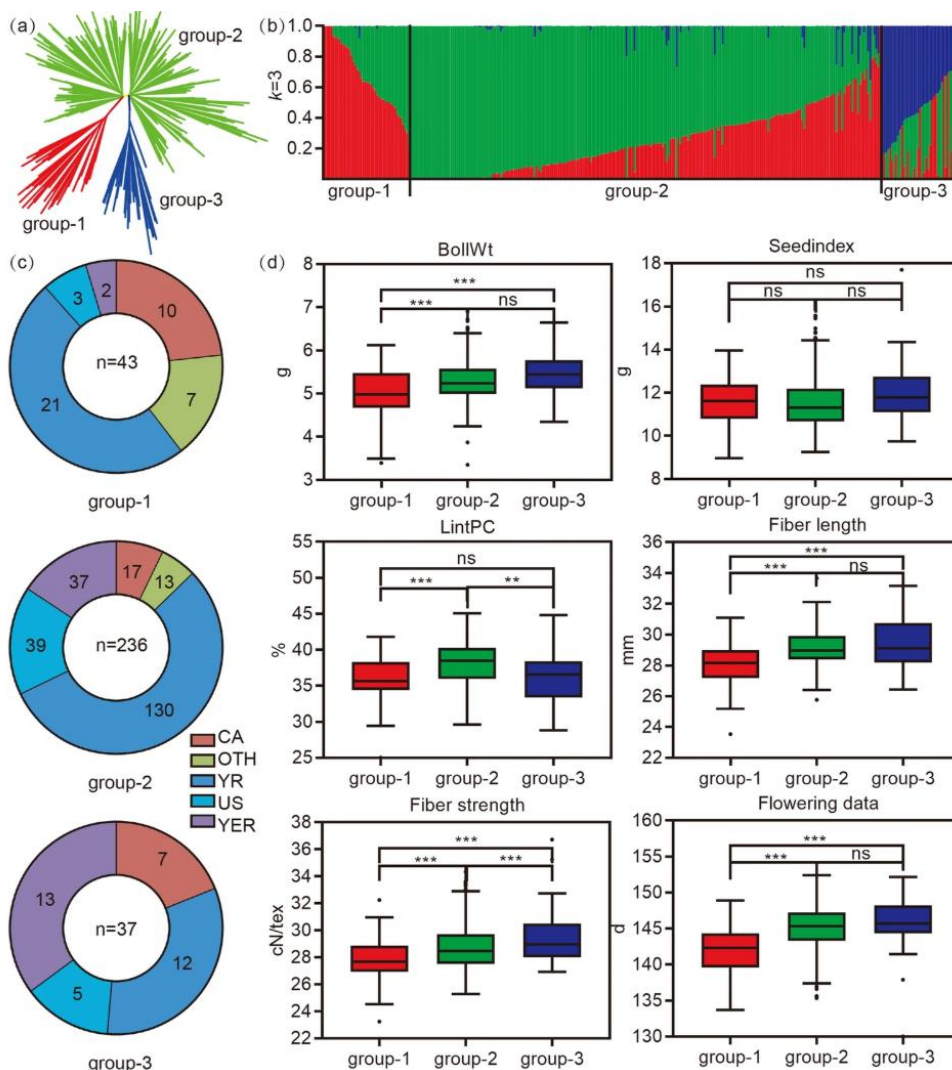 (a)
group-2
group-1
group-3
(b)
k=3
1.0
0.8
0.6
0.4
0.2
group-1
group-2
group-3
(c)
3
2
10
7
21
n=43
group-1
37
17
13
39
130
n=236
group-2
CA
OTH
YR
US
YER
13
7
12
5
n=37
group-3
(d)
BollWt
8
7
6
5
4
3
g
***
***
ns
group-1 group-2 group-3
Seedindex
18
16
14
12
10
8
g
ns
ns
ns
group-1 group-2 group-3
LintPC
55
50
45
40
35
30
25
%
ns
***
**
group-1 group-2 group-3
Fiber length
36
34
32
30
28
26
24
22
mm
***
***
ns
group-1 group-2 group-3
Fiber strength
38
36
34
32
30
28
26
24
22
cN/tex
***
***
***
group-1 group-2 group-3
Flowering data
160
155
150
145
140
135
130
d
***
***
ns
group-1 group-2 group-3